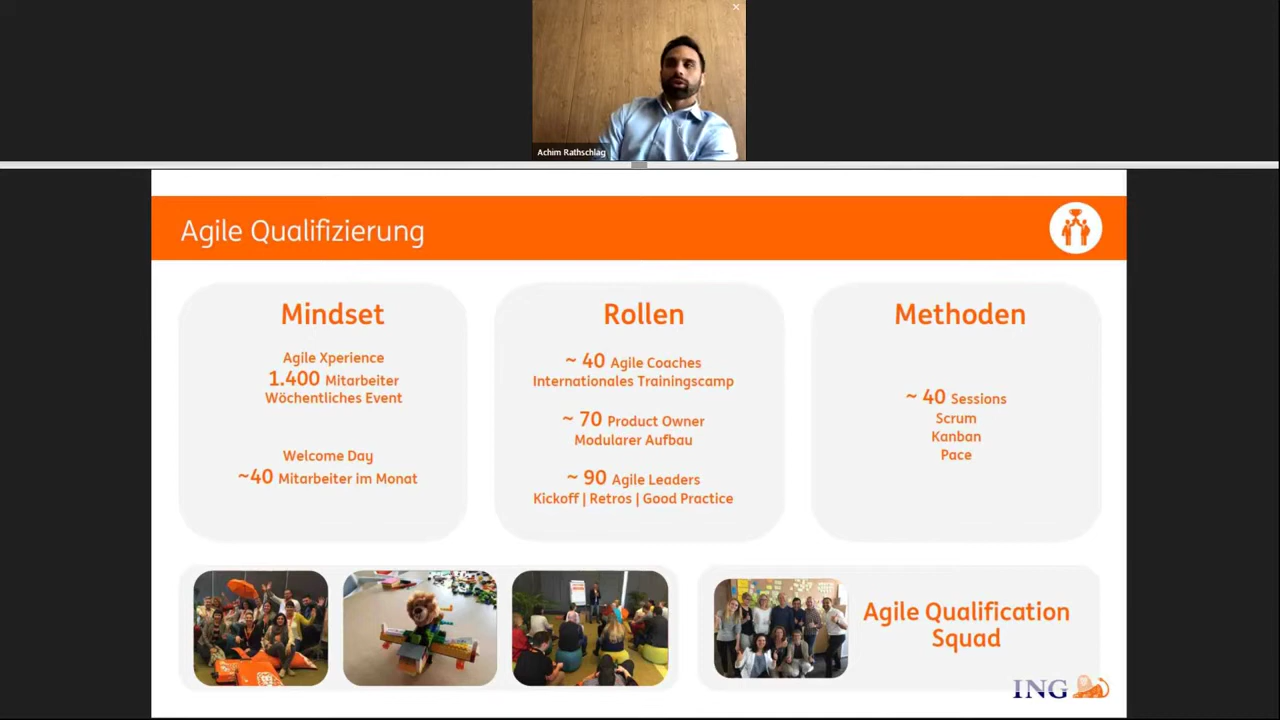 Achim Rathschlag
Agile Qualifizierung
Mindset
Agile Xperience
1.400 Mitarbeiter
Wöchentliches Event
Welcome Day
~40 Mitarbeiter im Monat
Rollen
~ 40 Agile Coaches
Internationales Trainingscamp
~ 70 Product Owner
Modularer Aufbau
~ 90 Agile Leaders
Kickoff | Retros | Good Practice
Methoden
~ 40 Sessions
Scrum
Kanban
Pace
Agile Qualification
Squad
ING